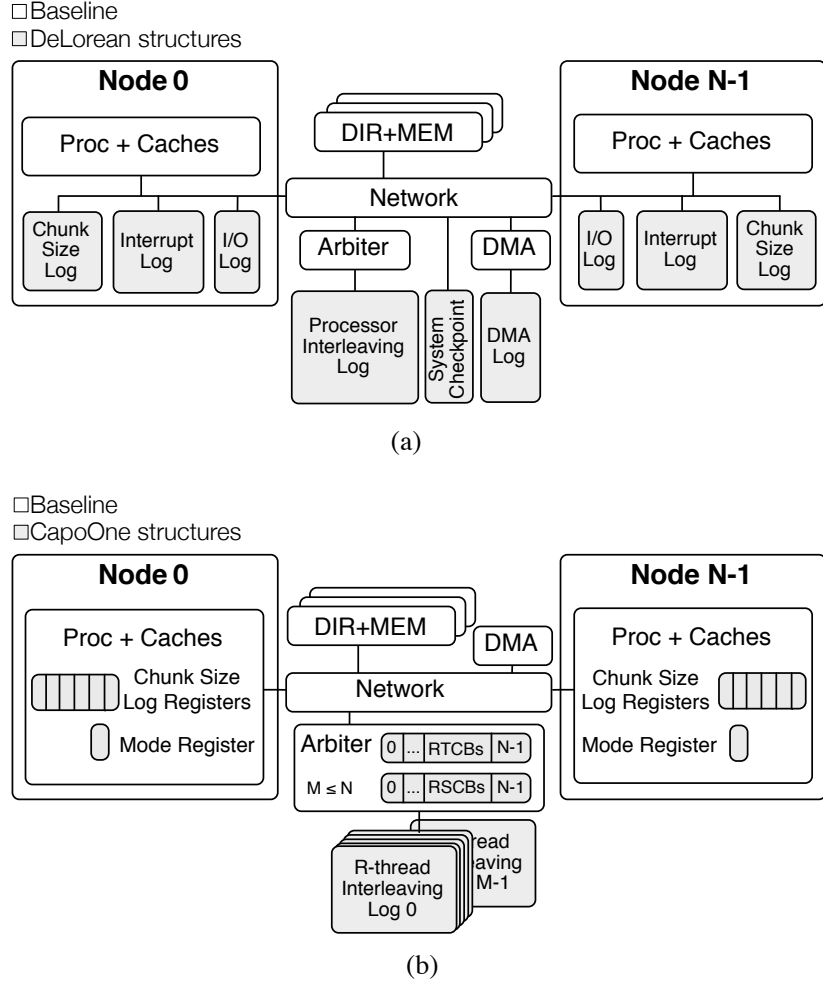 Baseline
DeLorean structures
Node 0
Node N-1
Proc + Caches
DIR+MEM
Proc + Caches
Network
Chunk
Size
Log
Interrupt
Log
I/O
Log
Arbiter
DMA
I/O
Log
Interrupt
Log
Chunk
Size
Log
Processor
Interleaving
Log
System
Checkpoint
DMA
Log
(a)
Baseline
CapoOne structures
Node 0
Node N-1
Proc + Caches
DIR+MEM
DMA
Proc + Caches
Chunk Size
Log Registers
Network
Chunk Size
Log Registers
Mode Register
Arbiter
0 ... RTCBs N-1
Mode Register
M ≤ N
0 ... RSCBs N-1
R-thread
Interleaving
Log 0
read
eaving
M-1
(b)